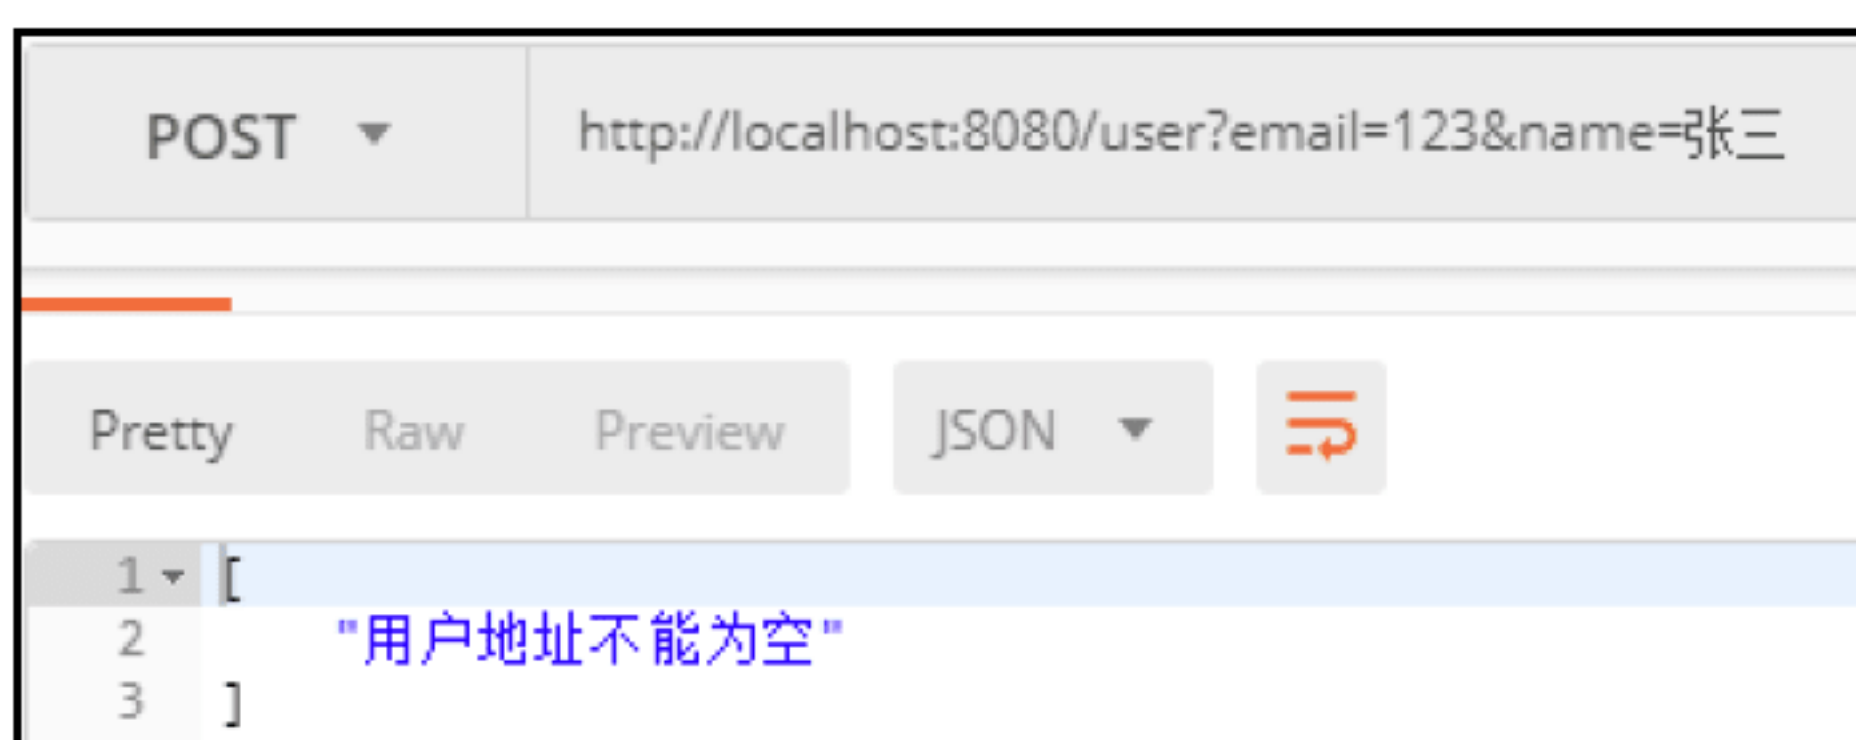 POST http://localhost:8080/user?email=123&name=张三
Pretty Raw Preview JSON
1 [
2 "用户地址不能为空"
3 ]